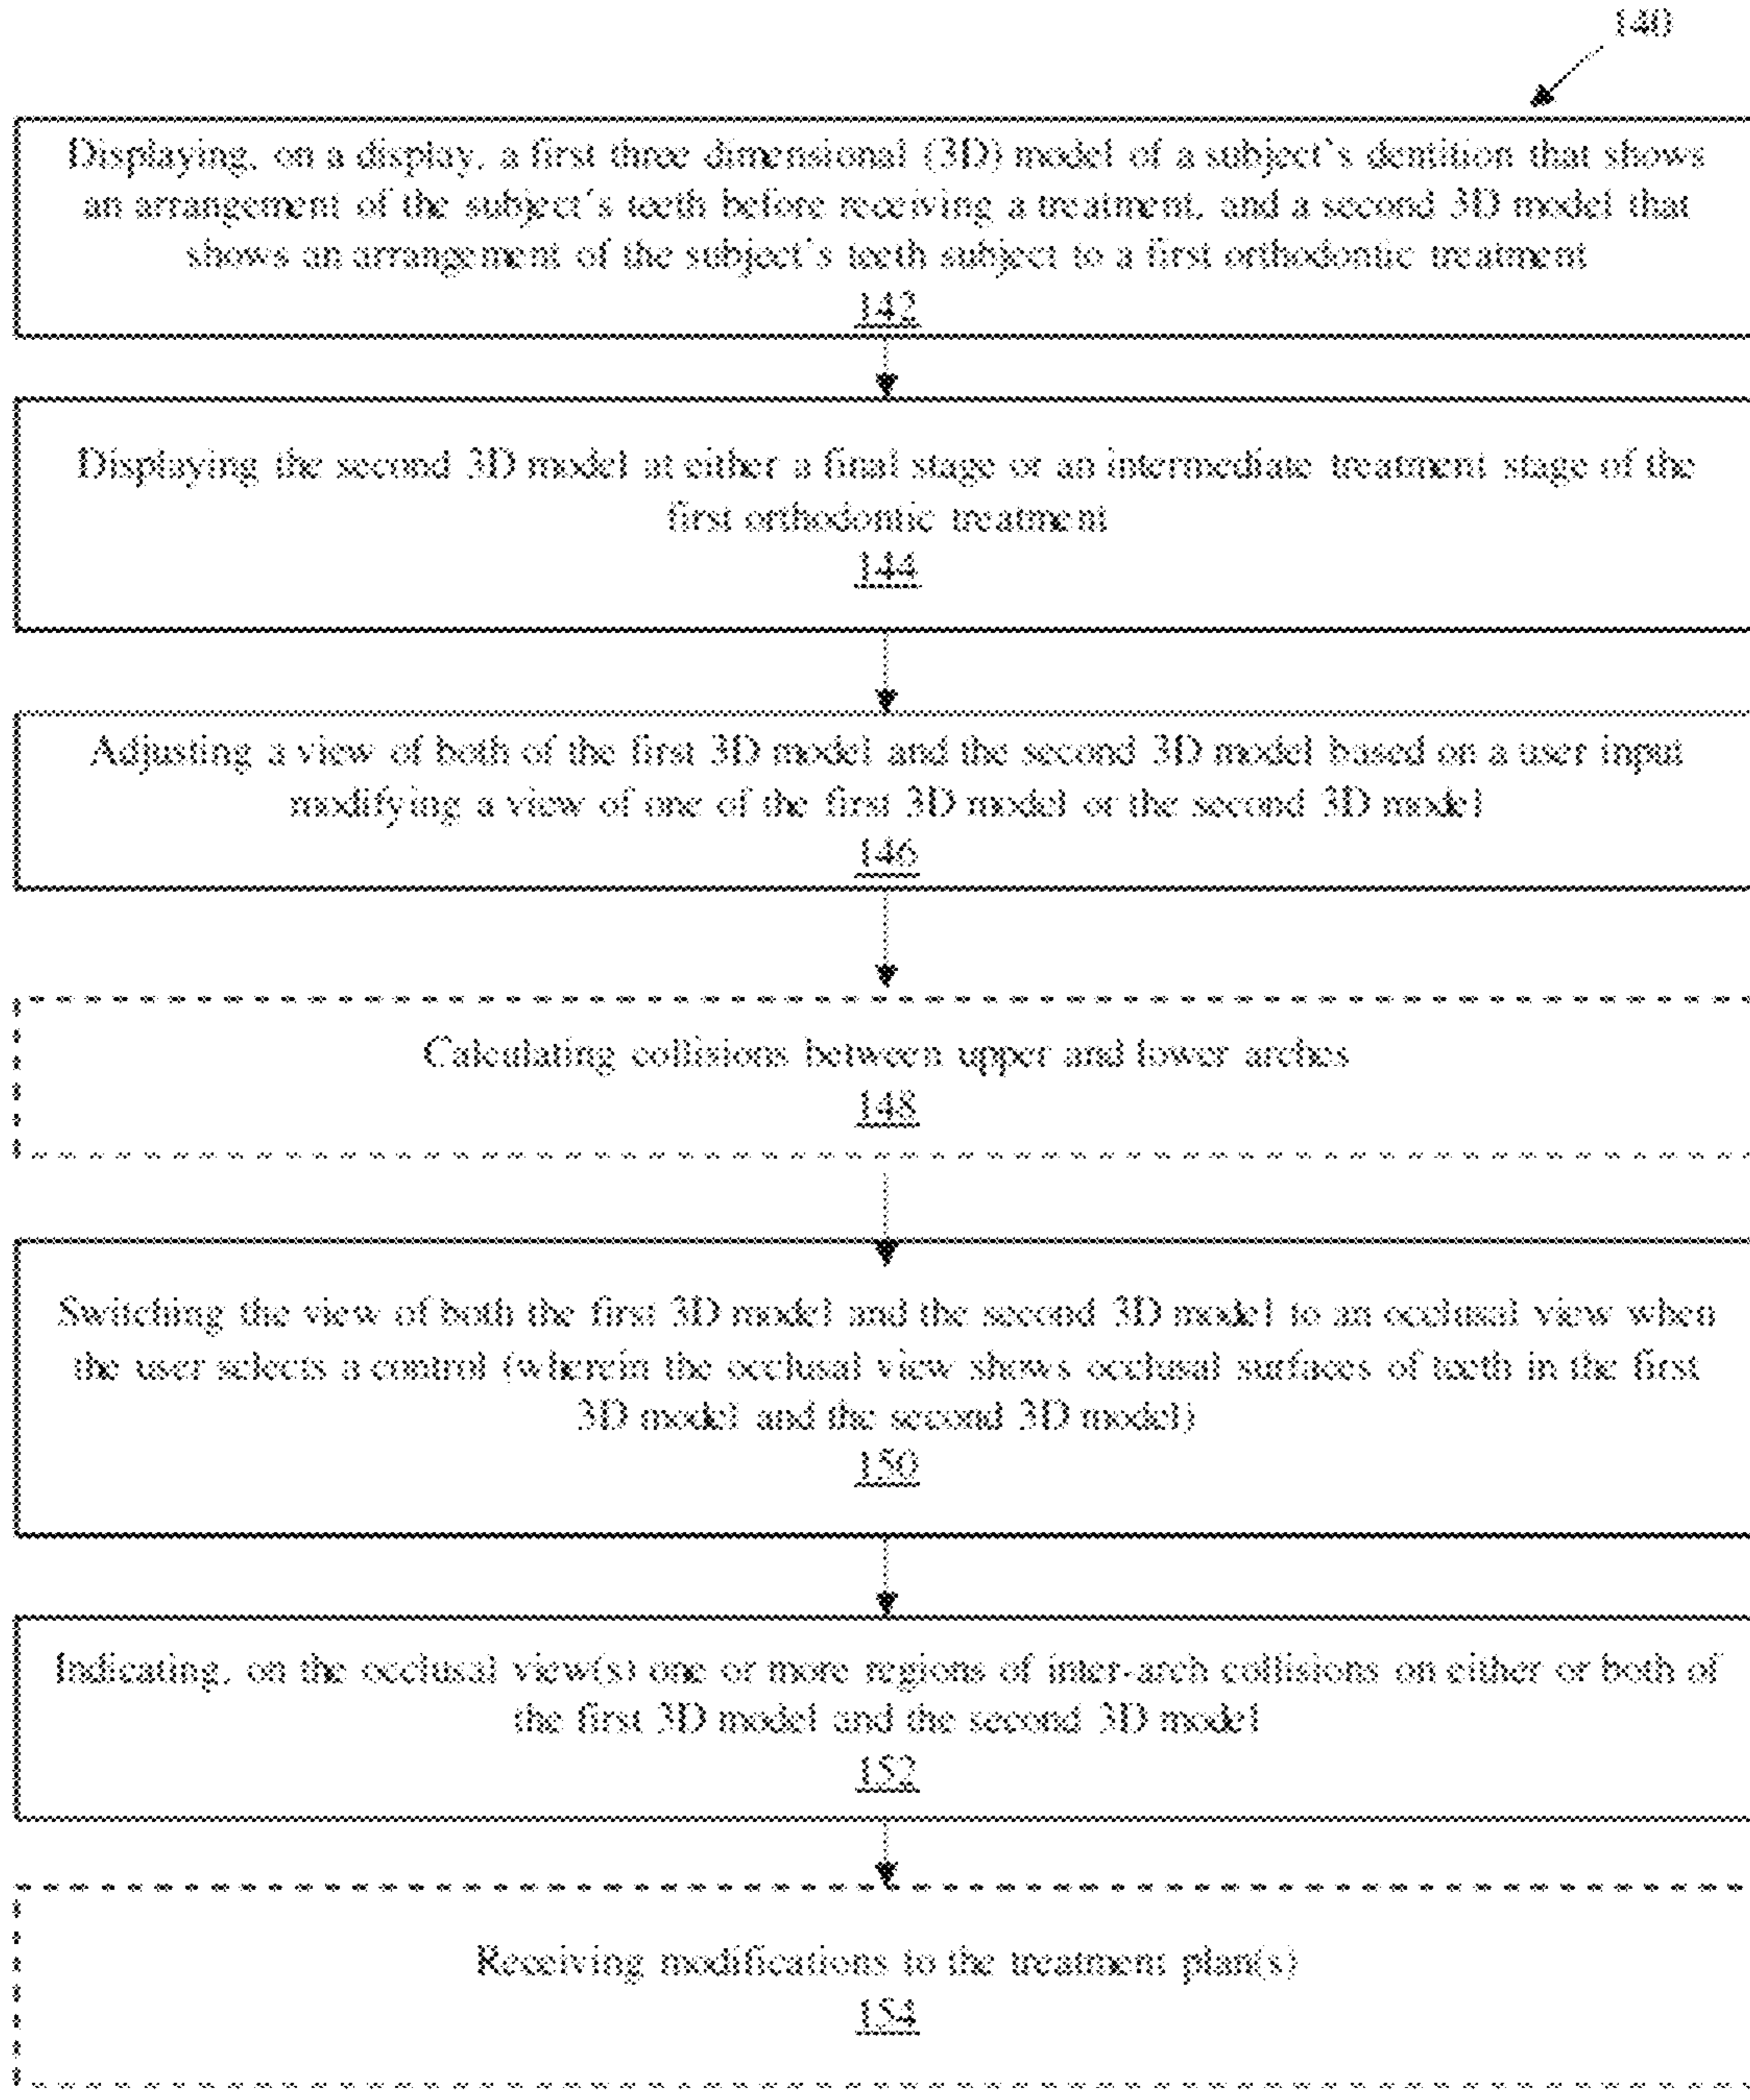 140
Displaying, on a display, a first three dimensional (3D) model of a subject's dentition that shows
an arrangement of the subject's teeth before receiving a treatment, and a second 3D model that
shows an arrangement of the subject's teeth subject to a first orthodontic treatment
142
Displaying the second 3D model at either a final stage or an intermediate treatment stage of the
first orthodontic treatment
144
Adjusting a view of both of the first 3D model and the second 3D model based on a user input
modifying a view of one of the first 3D model or the second 3D model
146
Calculating collisions between upper and lower arches
148
Switching the view of both the first 3D model and the second 3D model to an occlusal view when
the user selects a control (wherein the occlusal view shows occlusal surfaces of teeth in the first
3D model and the second 3D model)
150
Indicating, on the occlusal view(s) one or more regions of inter-arch collisions on either or both of
the first 3D model and the second 3D model
152
Receiving modifications to the treatment plan(s)
154